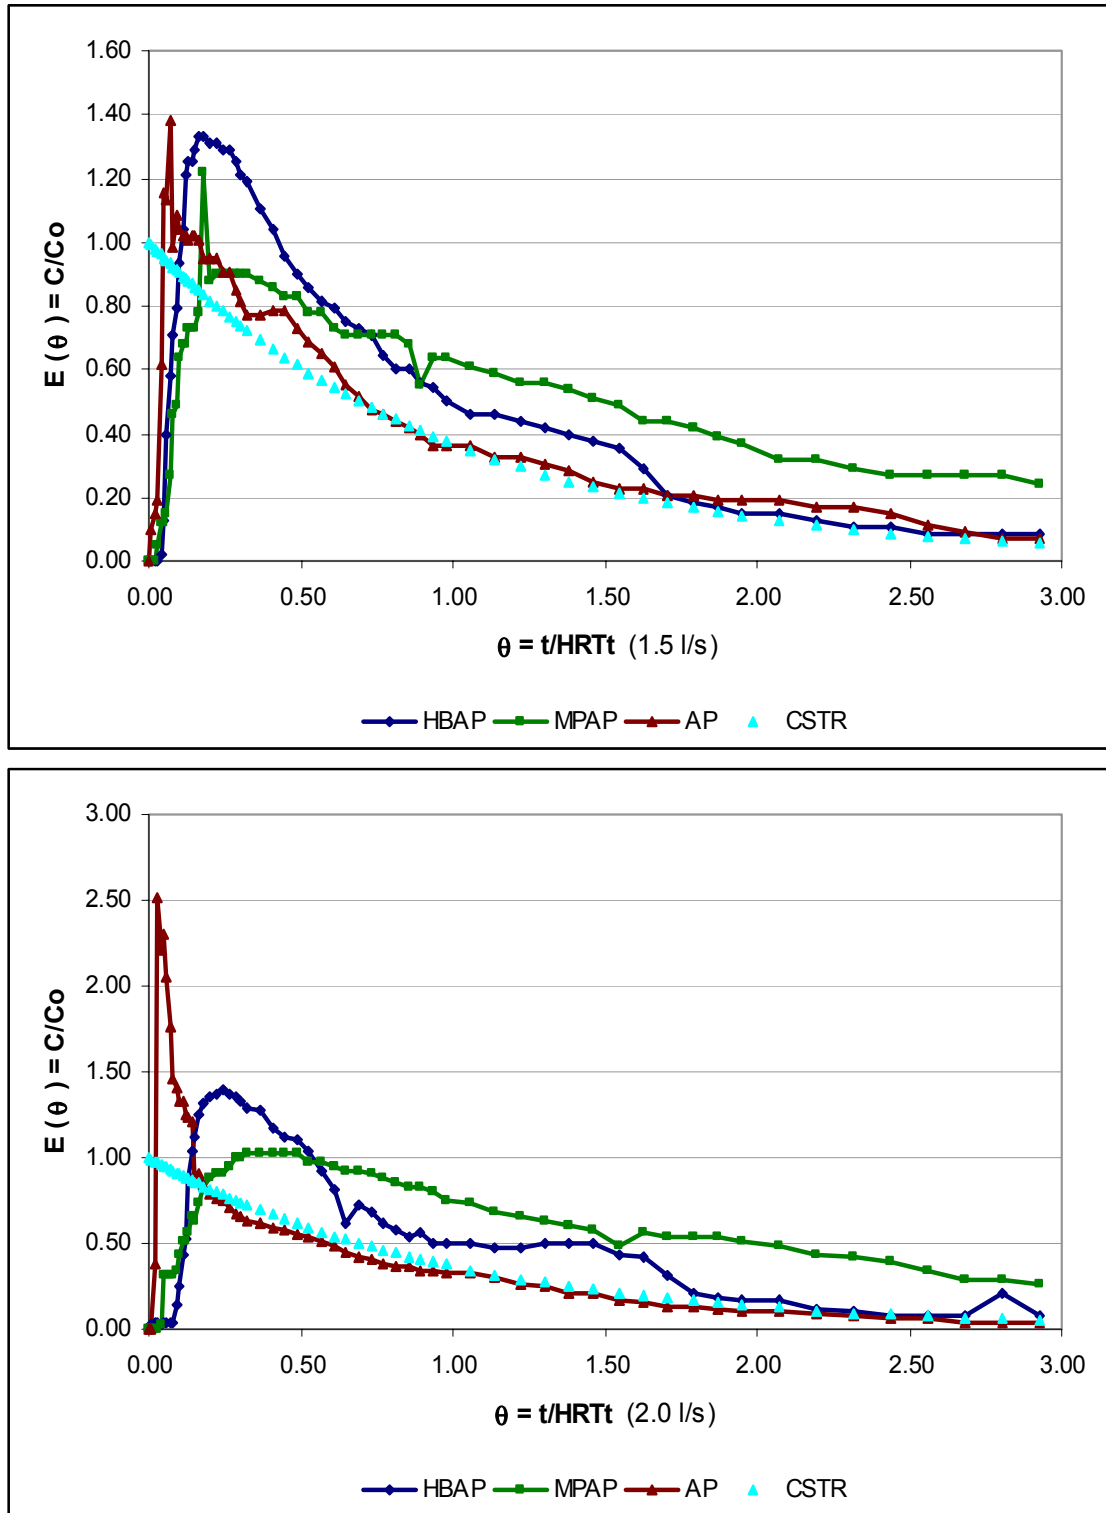 1.60
1.40
1.20
1.00
0.80
0.60
0.40
0.20
0.00
E (θ) = C/Co
0.00 0.50 1.00 1.50 2.00 2.50 3.00
θ = t/HRTt (1.5 l/s)
HBAP MPAP AP CSTR
3.00
2.50
2.00
1.50
1.00
0.50
0.00
E (θ) = C/Co
0.00 0.50 1.00 1.50 2.00 2.50 3.00
θ = t/HRTt (2.0 l/s)
HBAP MPAP AP CSTR